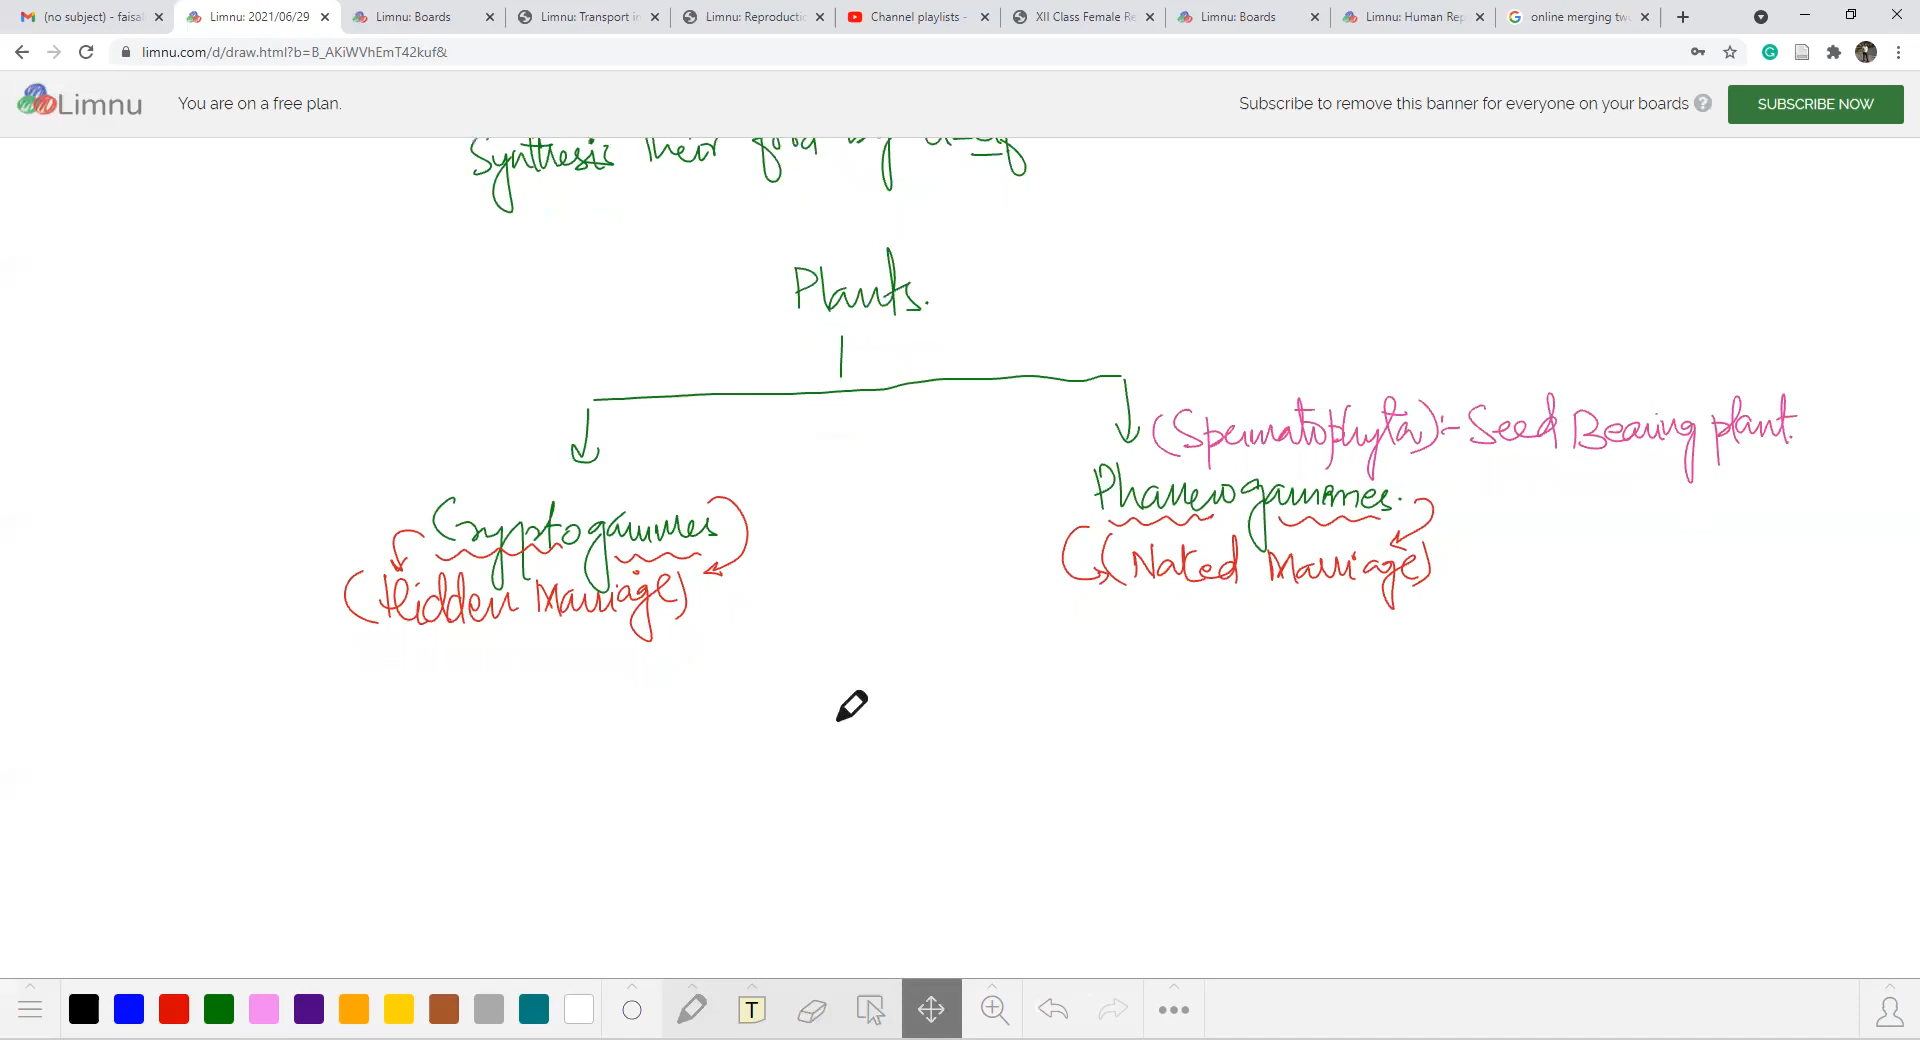 (no subject) - faisal
Limnu: 2021/06/29
Limnu: Boards
Limnu: Transport in
Limnu: Reproductio
Channel playlists -
XII Class Female Re
Limnu: Boards
Limnu: Human Rep
online merging two
limnu.com/d/draw.html?b=B_AKiWVhEmT42kuf&
Limnu
You are on a free plan.
Subscribe to remove this banner for everyone on your boards ?
SUBSCRIBE NOW
Synthesis their food by
Plants.
(Spermatophyta):- Seed Bearing plant.
Phanerogammes.
Cryptogammes
(Naked Marriage)
(Hidden Marriage)
T